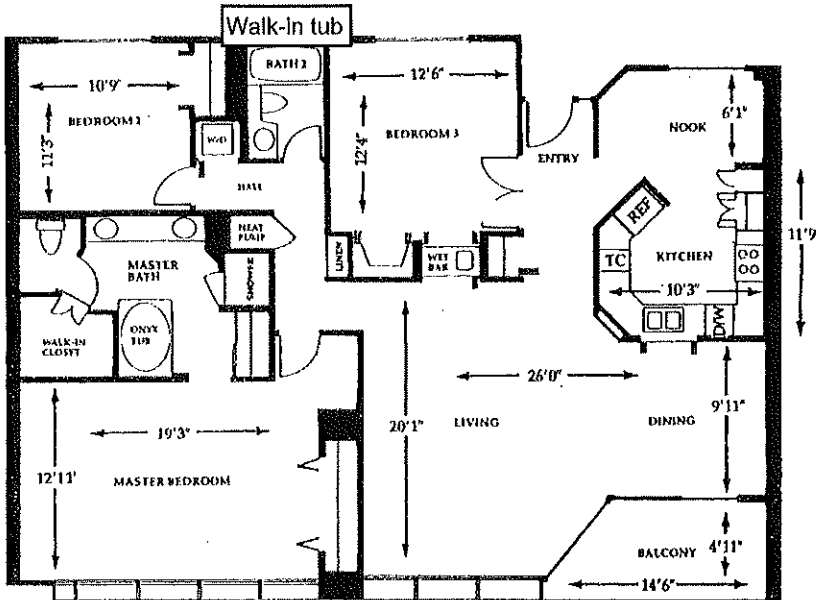 Walk-in tub
BATH 2
10'9"
BEDROOM 2
11'3"
W/D
HALL
12'6"
12'4"
BEDROOM 3
ENTRY
NOOK
6'1"
REF
TC
KITCHEN
10'3"
11'9
D/W
HEAT
PUMP
LINEN
WET
BAR
MASTER
BATH
SHOWER
WALK-IN
CLOSET
ONYX
TUB
19'3"
12'11'
MASTER BEDROOM
26'0"
20'1"
LIVING
DINING
9'11"
BALCONY
4'11"
14'6"